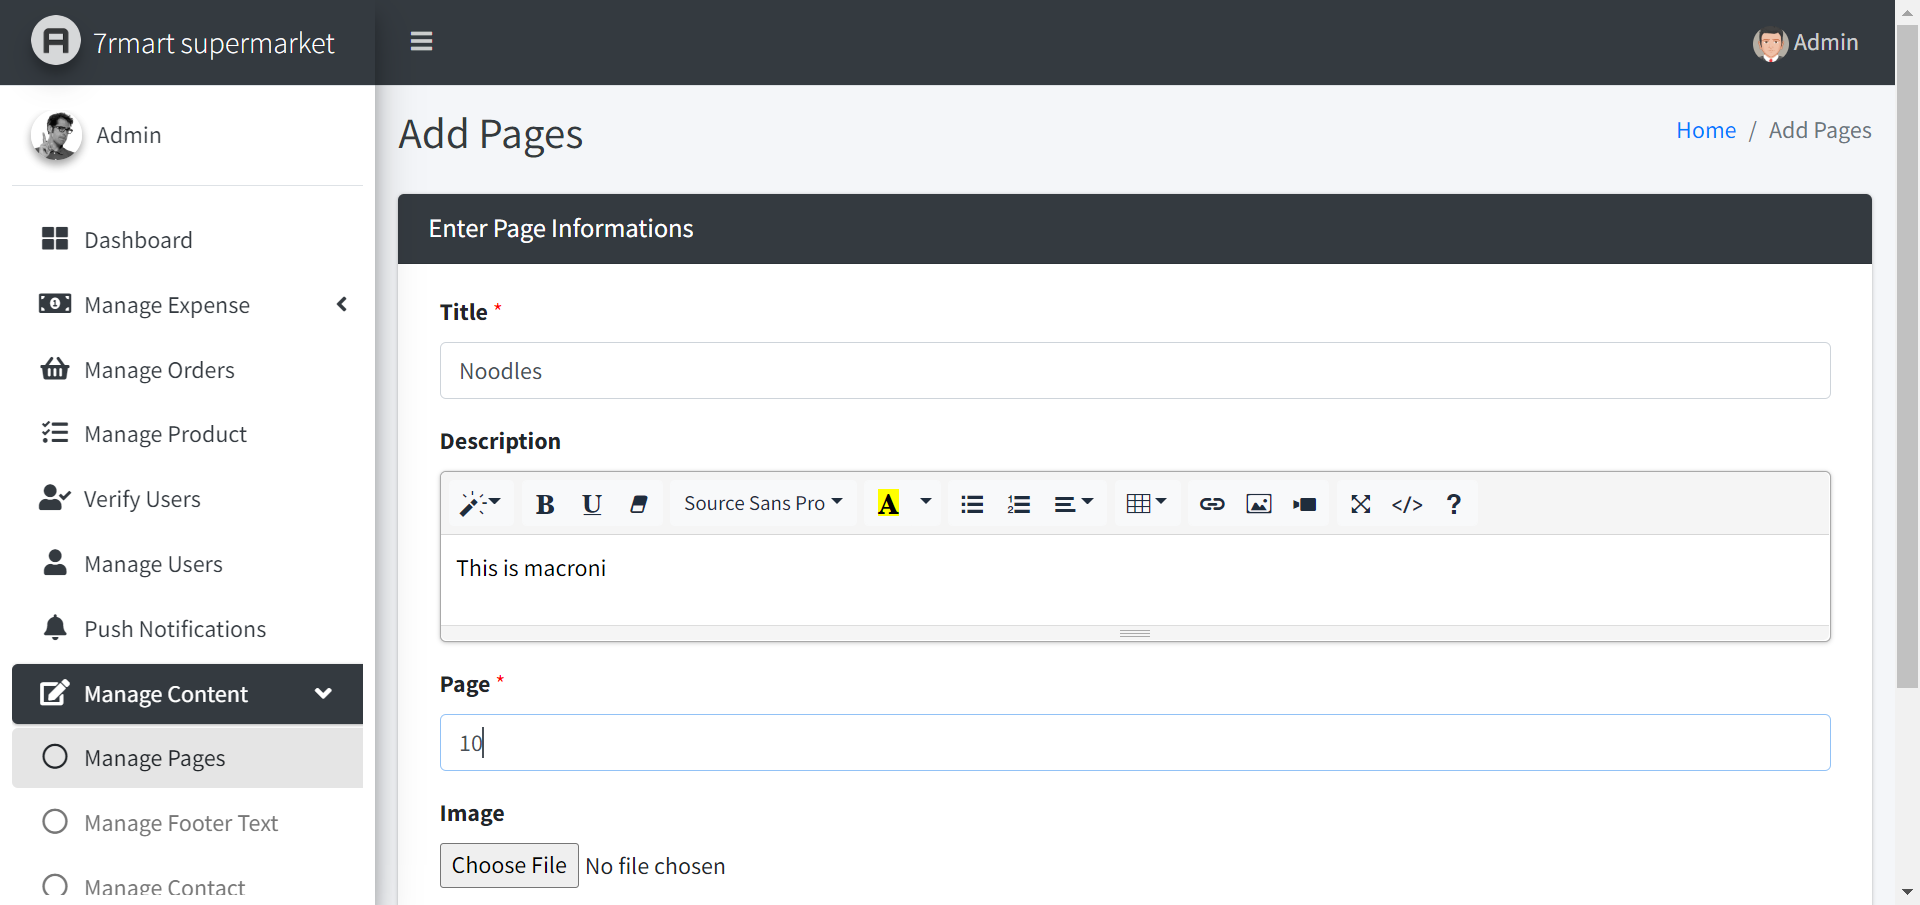 7rmart supermarket
Admin
Admin
Dashboard
Manage Expense
Manage Orders
Manage Product
Verify Users
Manage Users
Push Notifications
Manage Content
Manage Pages
Manage Footer Text
Manage Contact
Add Pages
Home / Add Pages
Enter Page Informations
Title *
Noodles
Description
B U Source Sans Pro A </> ?
This is macroni
Page *
10
Image
Choose File No file chosen